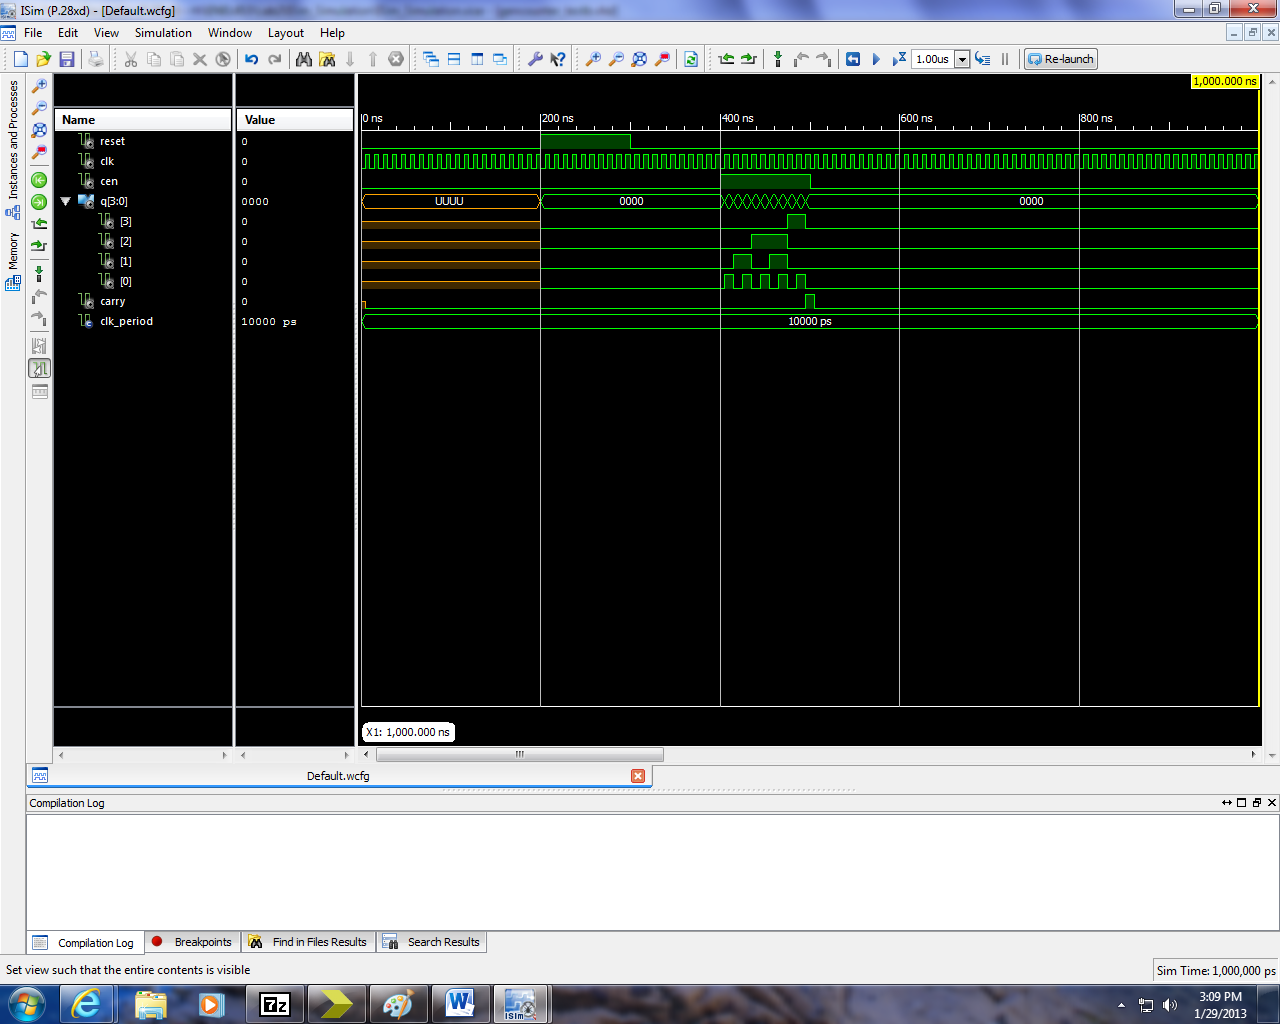 ISim (P.28xd) - [Default.wcfg]
File Edit View Simulation Window Layout Help
1.00us Re-launch
Instances and Processes
Memory
1,000.000 ns
Name Value
0 ns 200 ns 400 ns 600 ns 800 ns
reset 0
clk 0
cen 0
q[3:0] 0000 UUUU 0000 0000
[3] 0
[2] 0
[1] 0
[0] 0
carry 0
clk_period 10000 ps 10000 ps
X1: 1,000.000 ns
Default.wcfg
Compilation Log
Compilation Log Breakpoints Find in Files Results Search Results
Set view such that the entire contents is visible
Sim Time: 1,000,000 ps
7z
W
ISim
3:09 PM
1/29/2013